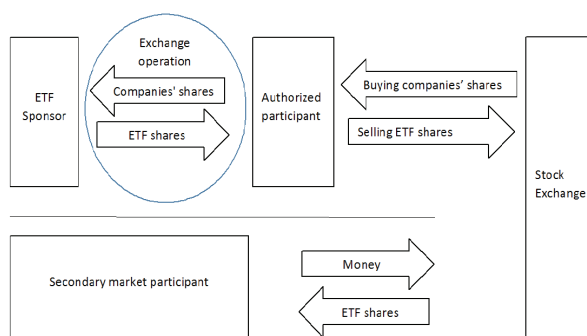 Exchange
operation
ETF
Sponsor
Companies' shares
ETF shares
Authorized
participant
Buying companies' shares
Selling ETF shares
Stock
Exchange
Secondary market participant
Money
ETF shares